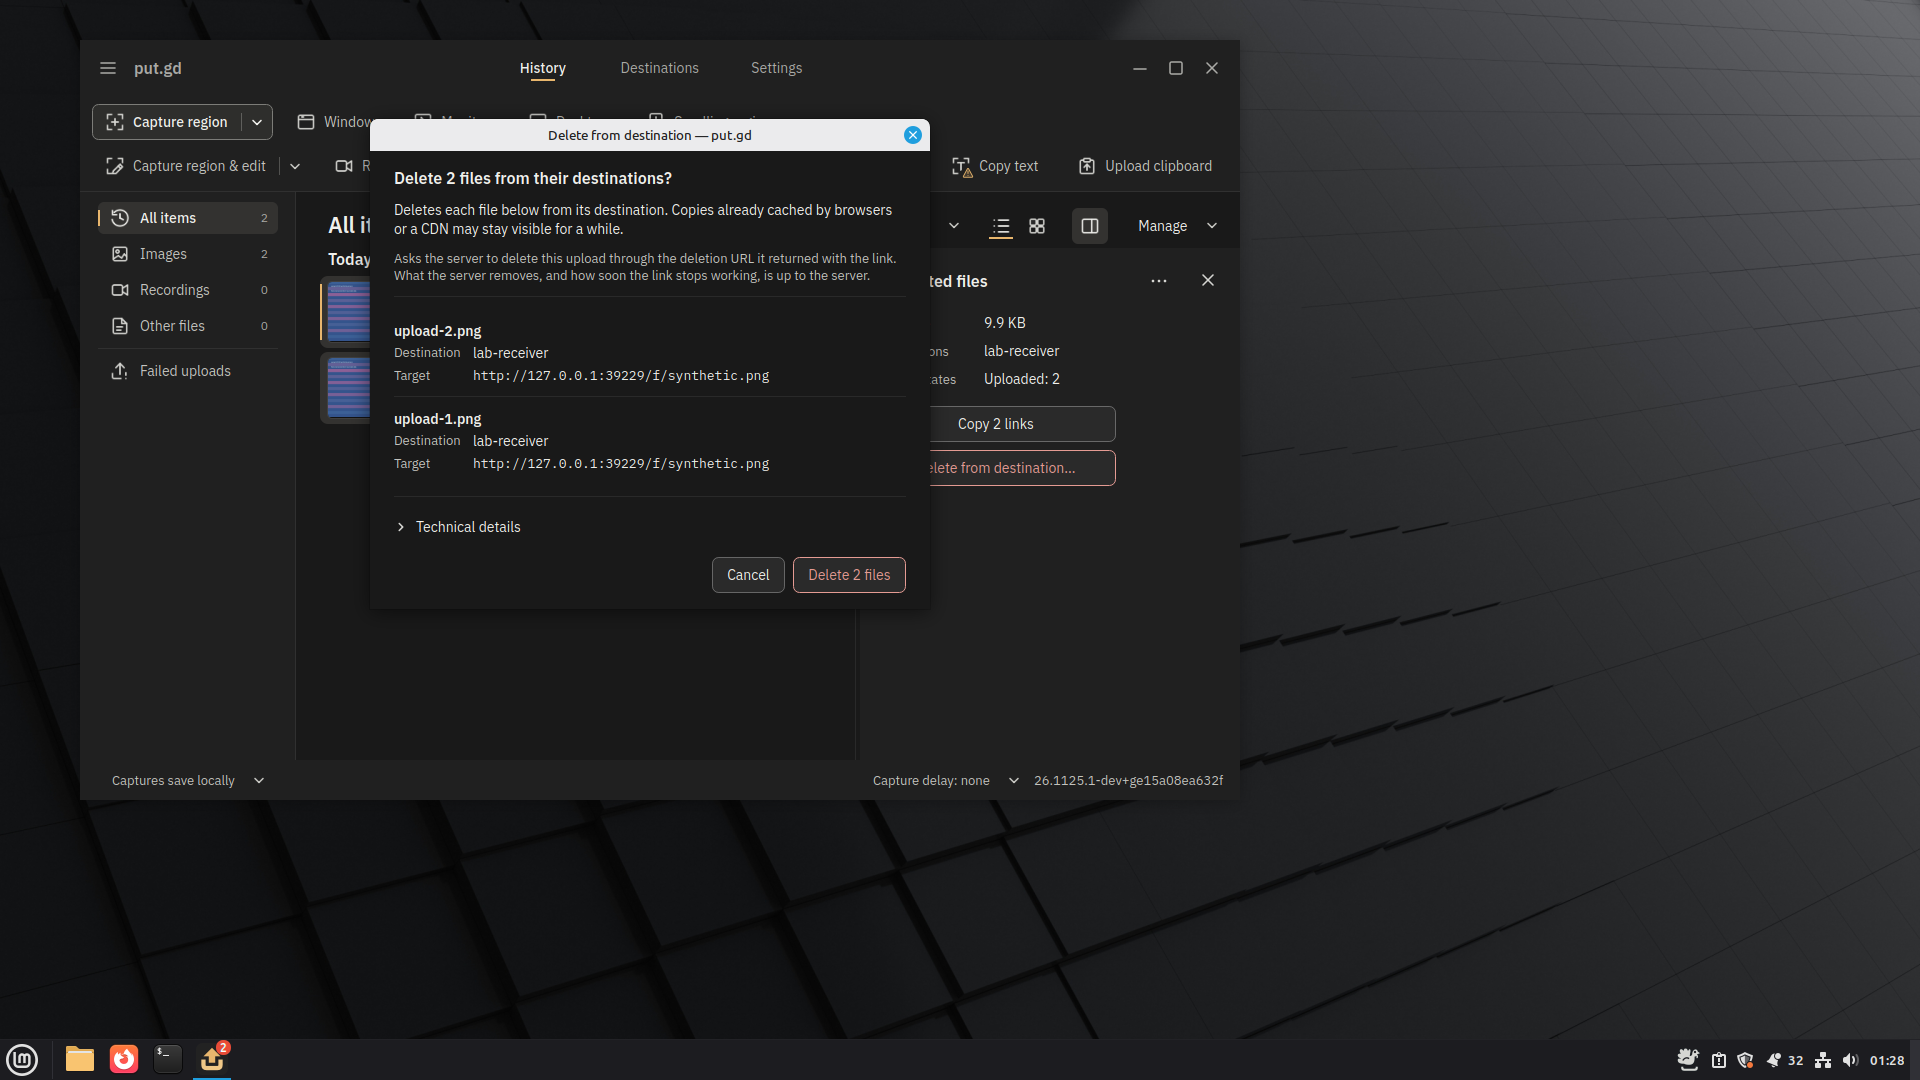 put.gd
History
Destinations
Settings
Capture region
Window
Capture region & edit
Copy text
Upload clipboard
Delete from destination — put.gd
Delete 2 files from their destinations?
Deletes each file below from its destination. Copies already cached by browsers
or a CDN may stay visible for a while.
Asks the server to delete this upload through the deletion URL it returned with the link.
What the server removes, and how soon the link stops working, is up to the server.
upload-2.png
Destination lab-receiver
Target http://127.0.0.1:39229/f/synthetic.png
upload-1.png
Destination lab-receiver
Target http://127.0.0.1:39229/f/synthetic.png
Technical details
Cancel
Delete 2 files
All items 2
Images 2
Recordings 0
Other files 0
Failed uploads
All
Today
Manage
files
9.9 KB
lab-receiver
Uploaded: 2
Copy 2 links
from destination...
Captures save locally
Capture delay: none
26.1125.1-dev+ge15a08ea632f
$_
2
32
01:28